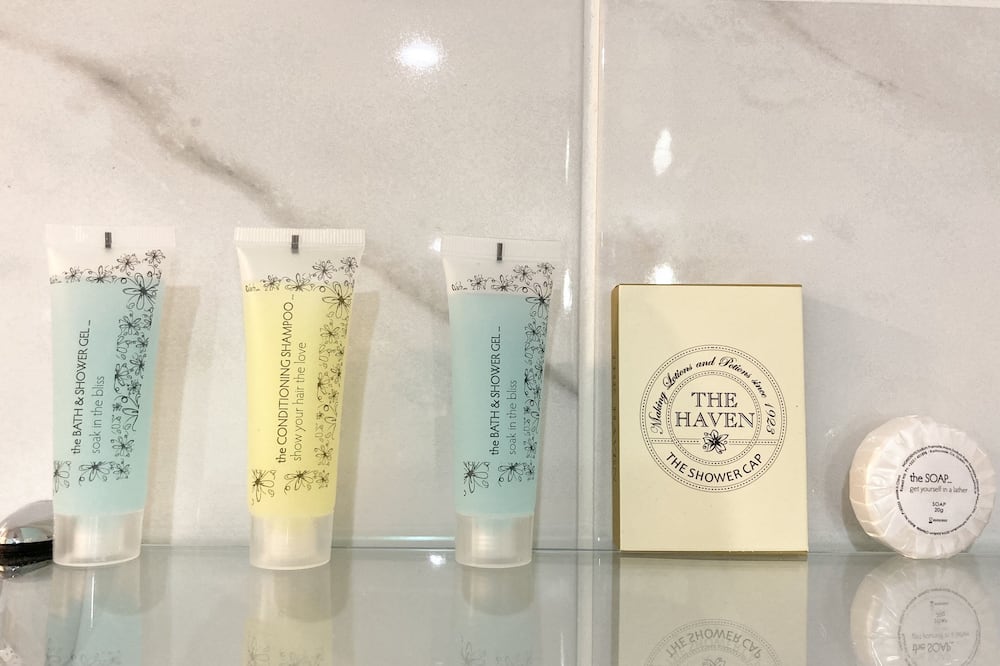 the BATH & SHOWER GEL...
soak in the bliss
the CONDITIONING SHAMPOO...
show your hair the love
the BATH & SHOWER GEL...
soak in the bliss
Making Lotions and Potions since 1923
THE
HAVEN
THE SHOWER CAP
the SOAP...
get yourself in a lather
SOAP
20g